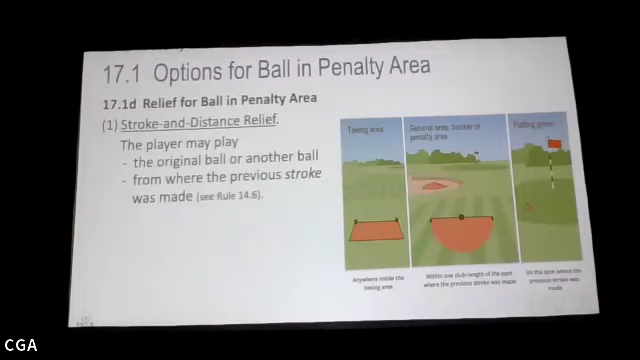 17.1 Options for Ball in Penalty Area
17.1d Relief for Ball in Penalty Area
(1) Stroke-and-Distance Relief.
The player may play
- the original ball or another ball
- from where the previous stroke
was made (see Rule 14.6).
Teeing area
General area, bunker or
penalty area
Putting green
Anywhere inside the
teeing area
Within one club-length of the spot
where the previous stroke was made
On the spot where the
previous stroke was
made
CGA